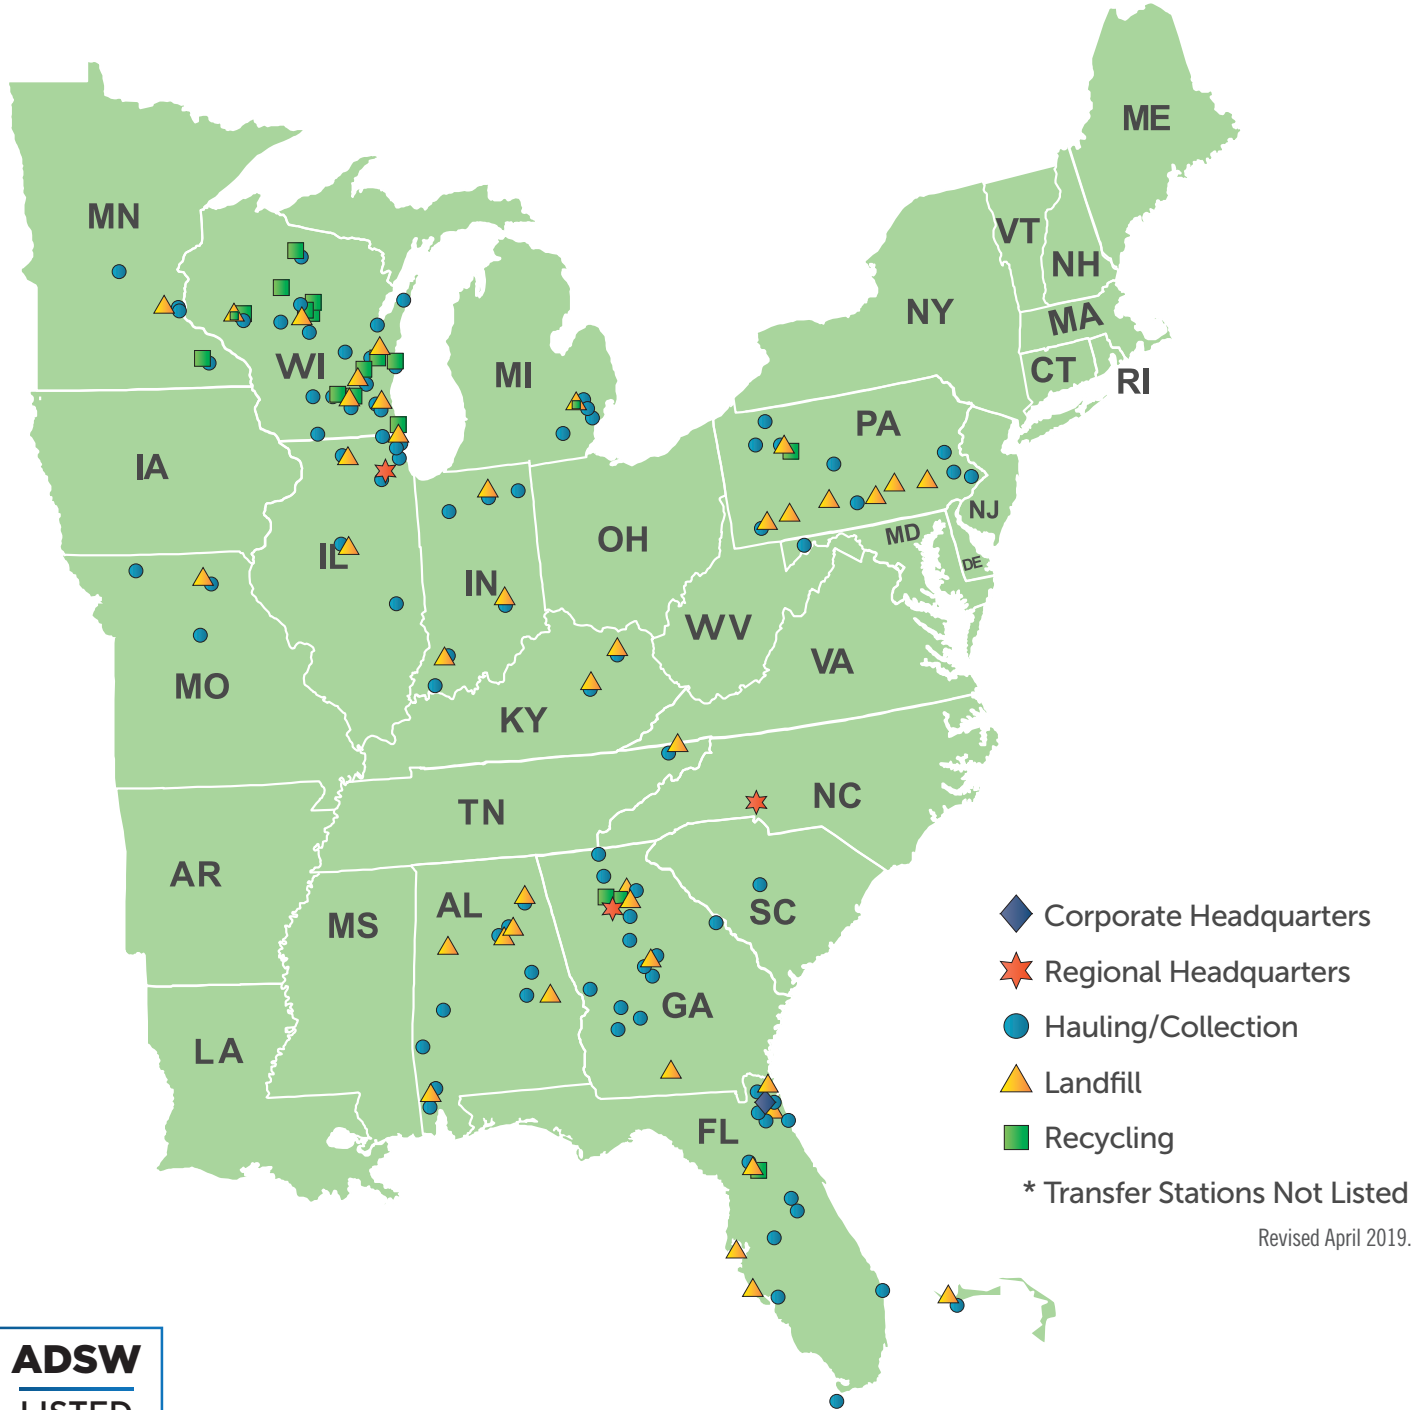 ME
MN
VT
NH
NY
MA
WI
MI
CT
RI
PA
IA
NJ
OH
MD
IL
DE
IN
WV
VA
MO
KY
NC
TN
AR
AL
SC
MS
GA
LA
FL
Corporate Headquarters
Regional Headquarters
Hauling/Collection
Landfill
Recycling
* Transfer Stations Not Listed
Revised April 2019.
ADSW
LISTED